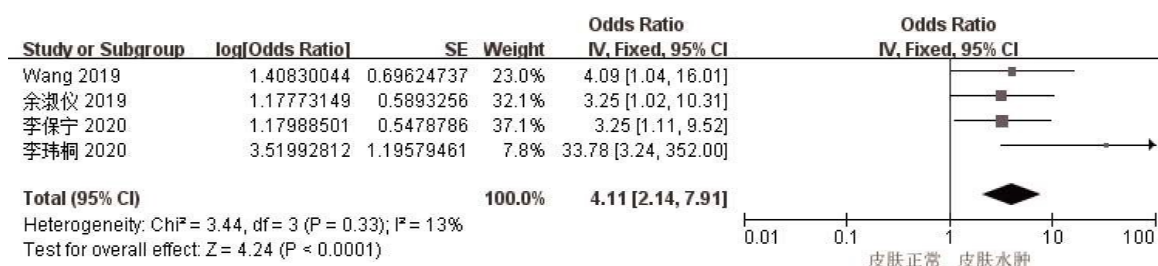 Odds Ratio Odds Ratio
Study or Subgroup log[Odds Ratio] SE Weight IV, Fixed, 95% CI IV, Fixed, 95% CI
Wang 2019 1.40830044 0.69624737 23.0% 4.09 [1.04, 16.01]
余淑仪 2019 1.17773149 0.5893256 32.1% 3.25 [1.02, 10.31]
李保宁 2020 1.17988501 0.5478786 37.1% 3.25 [1.11, 9.52]
李玮桐 2020 3.51992812 1.19579461 7.8% 33.78 [3.24, 352.00]
Total (95% CI) 100.0% 4.11 [2.14, 7.91]
Heterogeneity: Chi² = 3.44, df = 3 (P = 0.33); I² = 13%
Test for overall effect: Z = 4.24 (P < 0.0001)
0.01 0.1 1 10 100
皮肤正常 皮肤水肿